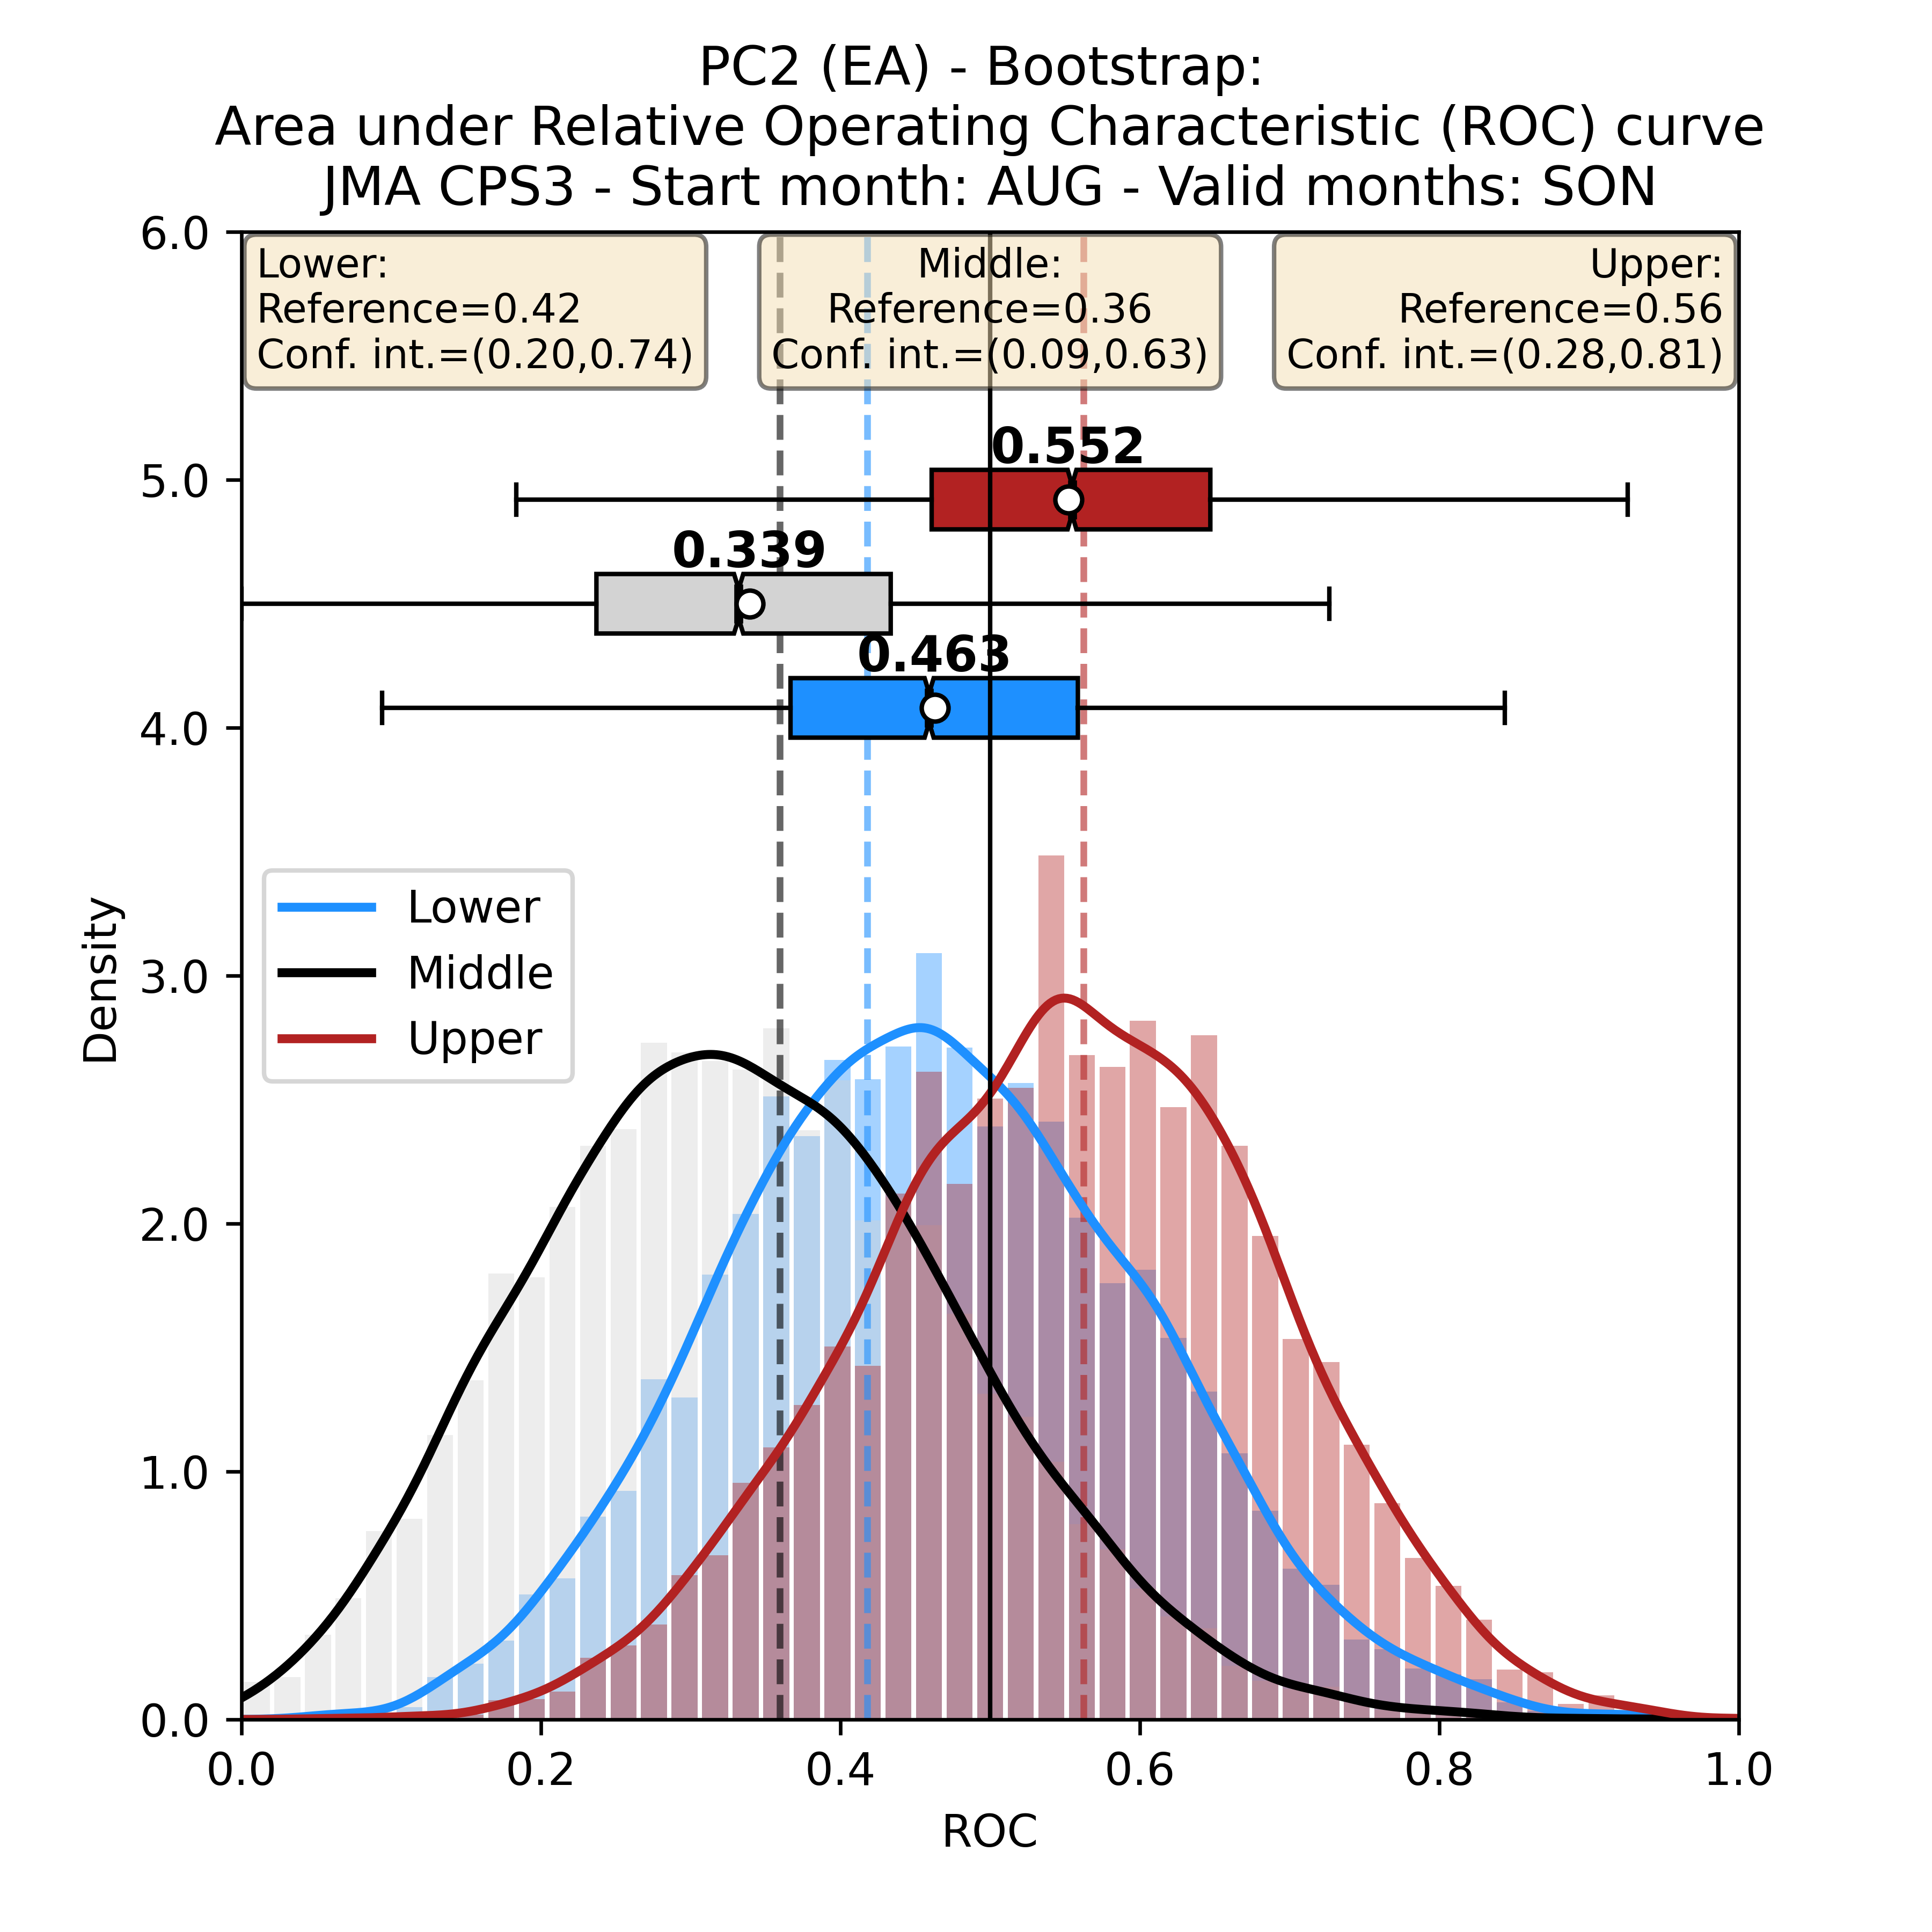 PC2 (EA) - Bootstrap:
Area under Relative Operating Characteristic (ROC) curve
JMA CPS3 - Start month: AUG - Valid months: SON
Lower:
Reference=0.42
Conf. int.=(0.20,0.74)
Middle:
Reference=0.36
Conf. int.=(0.09,0.63)
Upper:
Reference=0.56
Conf. int.=(0.28,0.81)
0.552
0.339
0.463
Lower
Middle
Upper
Density
6.0
5.0
4.0
3.0
2.0
1.0
0.0
0.0
0.2
0.4
0.6
0.8
1.0
ROC